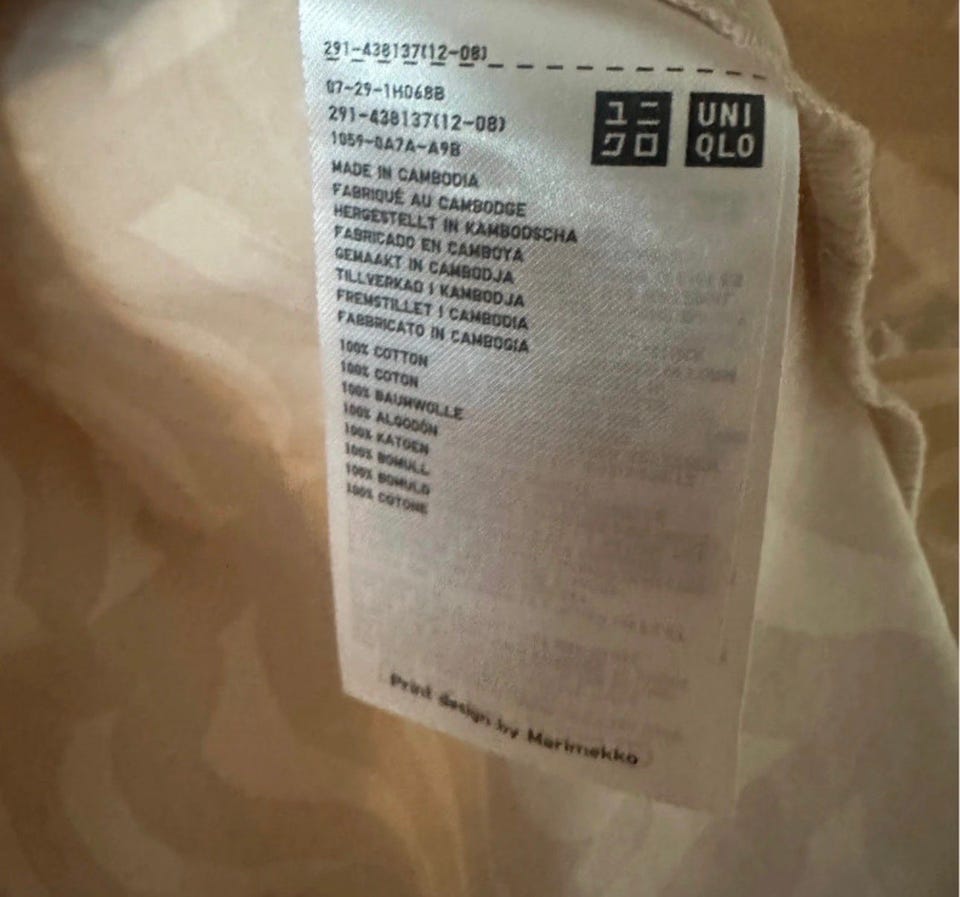 291-438137(12-08)
07-29-1H068B
291-438137(12-08)
1059-0A7A-A9B
ユニ
クロ
UNI
QLO
MADE IN CAMBODIA
FABRIQUÉ AU CAMBODGE
HERGESTELLT IN KAMBODSCHA
FABRICADO EN CAMBOYA
GEMAAKT IN CAMBODJA
TILLVERKAD I KAMBODJA
FREMSTILLET I CAMBODIA
FABBRICATO IN CAMBOGIA
100% COTTON
100% COTON
100% BAUMWOLLE
100% ALGODÓN
100% KATOEN
100% BOMULL
100% BOMULD
100% COTONE
Print design by Marimekko